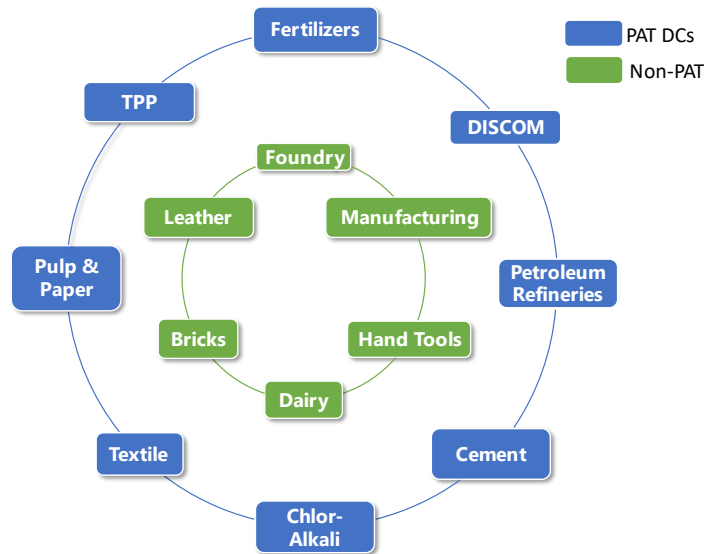 Fertilizers
PAT DCs
Non-PAT
TPP
DISCOM
Foundry
Leather
Manufacturing
Pulp &
Paper
Petroleum
Refineries
Bricks
Hand Tools
Dairy
Textile
Cement
Chlor-
Alkali